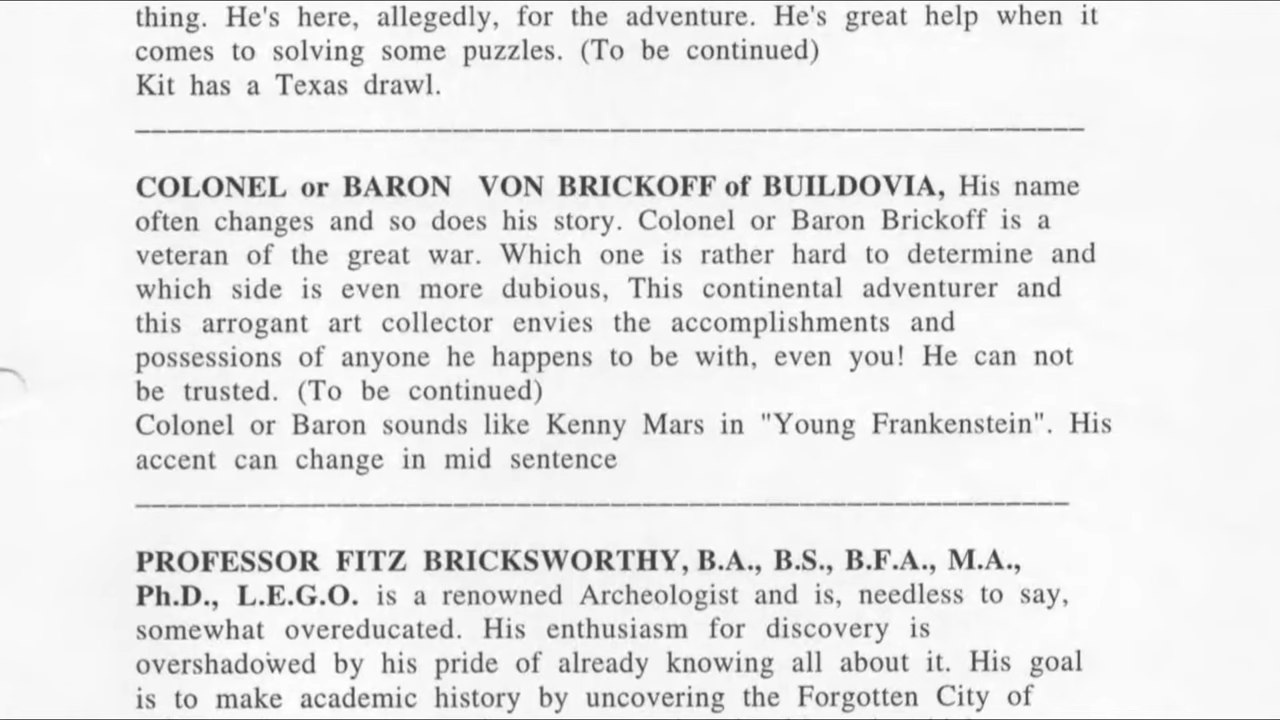 thing. He's here, allegedly, for the adventure. He's great help when it
comes to solving some puzzles. (To be continued)
Kit has a Texas drawl.
COLONEL or BARON VON BRICKOFF of BUILDOVIA, His name
often changes and so does his story. Colonel or Baron Brickoff is a
veteran of the great war. Which one is rather hard to determine and
which side is even more dubious, This continental adventurer and
this arrogant art collector envies the accomplishments and
possessions of anyone he happens to be with, even you! He can not
be trusted. (To be continued)
Colonel or Baron sounds like Kenny Mars in "Young Frankenstein". His
accent can change in mid sentence
PROFESSOR FITZ BRICKSWORTHY, B.A., B.S., B.F.A., M.A.,
Ph.D., L.E.G.O. is a renowned Archeologist and is, needless to say,
somewhat overeducated. His enthusiasm for discovery is
overshadowed by his pride of already knowing all about it. His goal
is to make academic history by uncovering the Forgotten City of